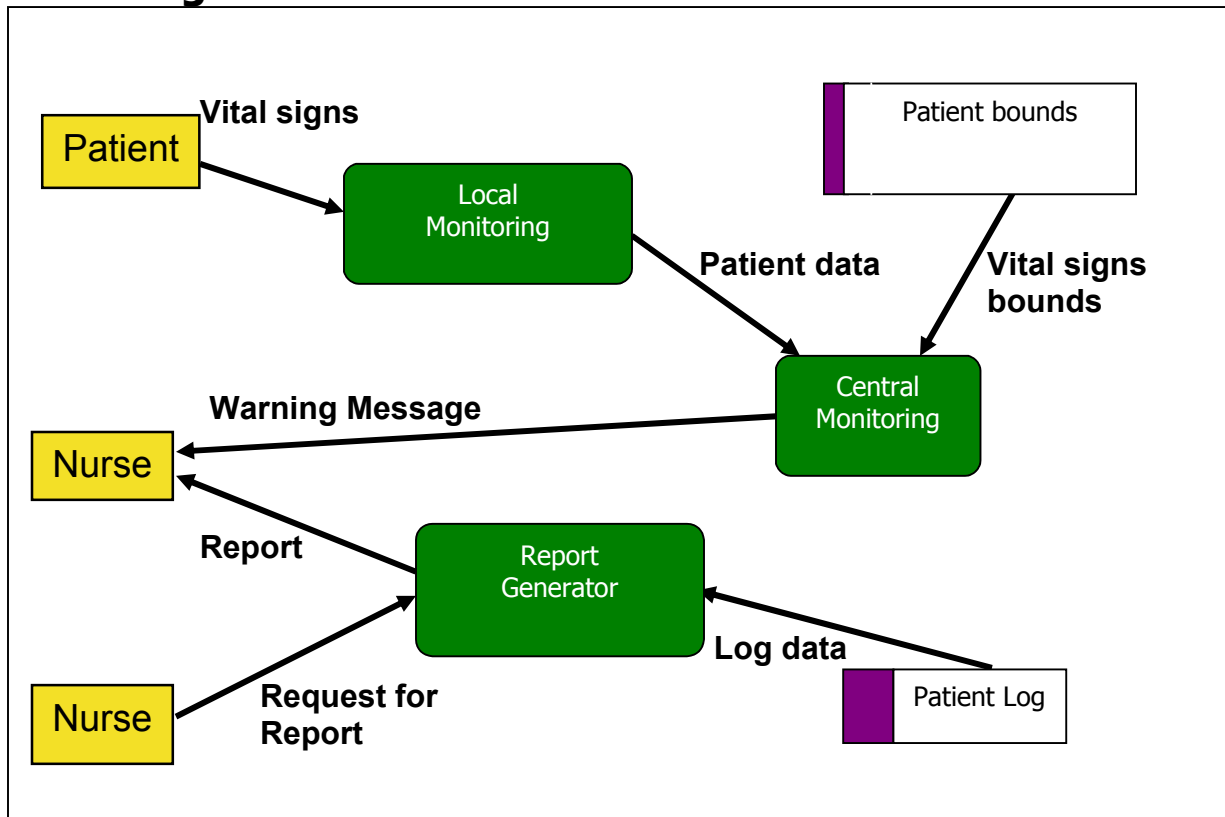 Vital signs
Patient bounds
Patient
Local
Monitoring
Patient data
Vital signs
bounds
Central
Monitoring
Warning Message
Nurse
Report
Report
Generator
Log data
Nurse
Request for
Report
Patient Log